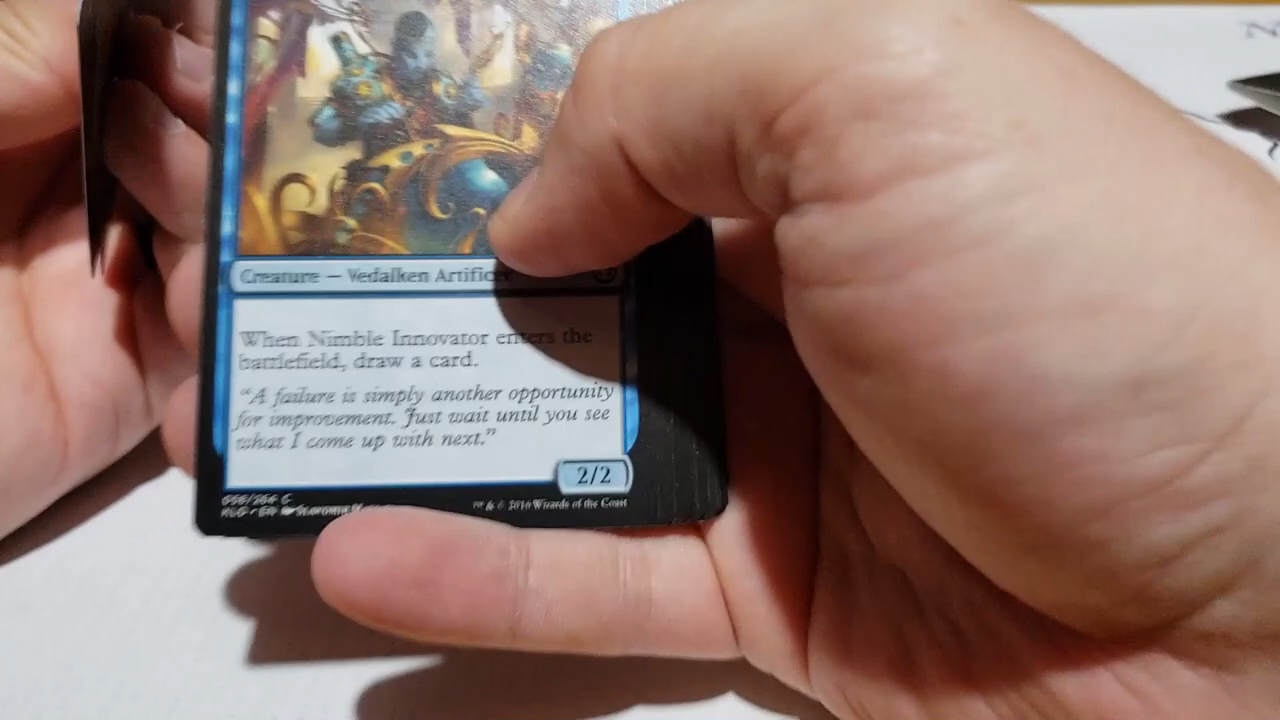 Creature — Vedalken Artificer
When Nimble Innovator enters the
battlefield, draw a card.
“A failure is simply another opportunity
for improvement. Just wait until you see
what I come up with next.”
2/2
™ & © 2016 Wizards of the Coast